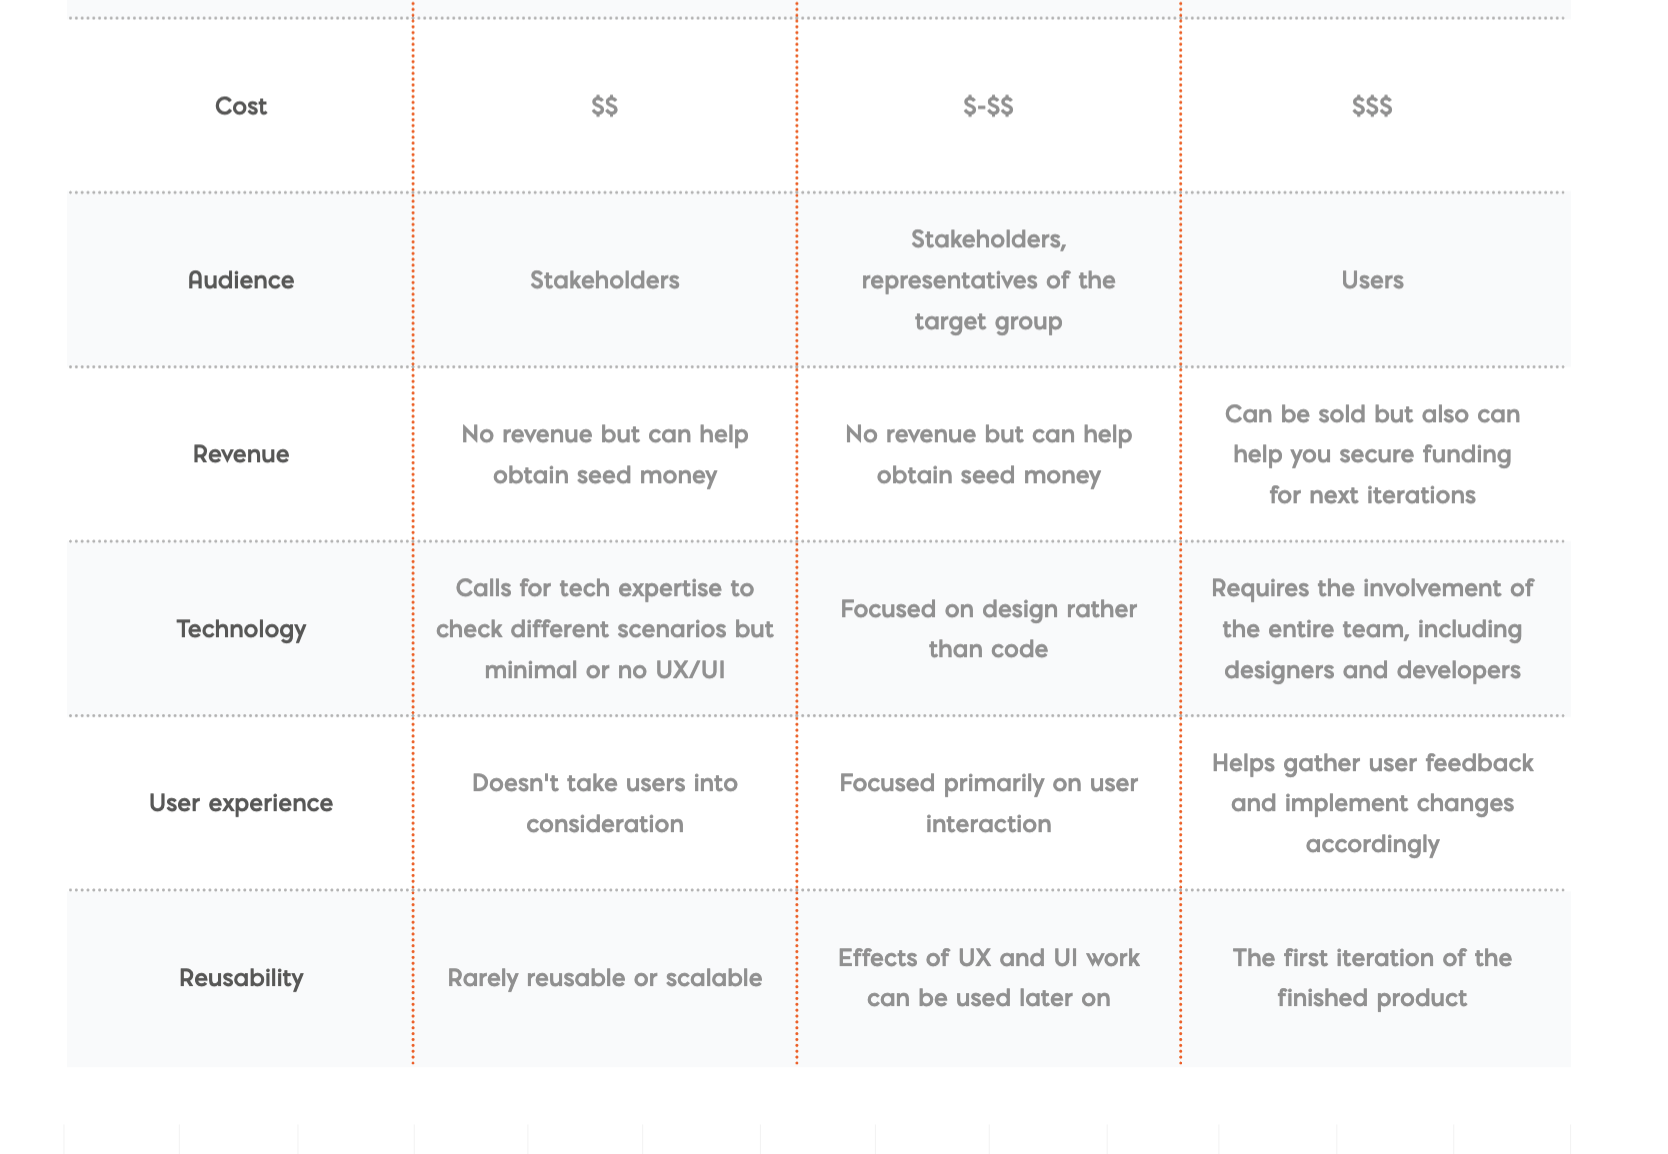 Cost
$$
$-$$
$$$
Audience
Stakeholders
Stakeholders,
representatives of the
target group
Users
Revenue
No revenue but can help
obtain seed money
No revenue but can help
obtain seed money
Can be sold but also can
help you secure funding
for next iterations
Technology
Calls for tech expertise to
check different scenarios but
minimal or no UX/UI
Focused on design rather
than code
Requires the involvement of
the entire team, including
designers and developers
User experience
Doesn't take users into
consideration
Focused primarily on user
interaction
Helps gather user feedback
and implement changes
accordingly
Reusability
Rarely reusable or scalable
Effects of UX and UI work
can be used later on
The first iteration of the
finished product